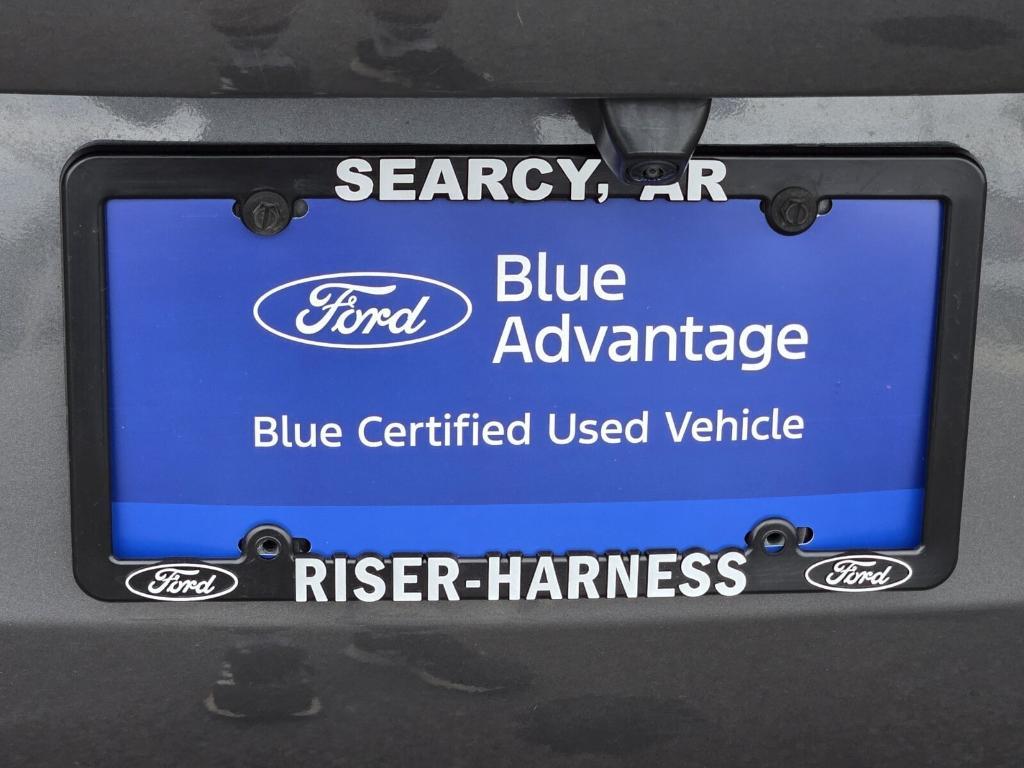 SEARCY, AR
Ford
Blue
Advantage
Blue Certified Used Vehicle
Ford RISER-HARNESS Ford